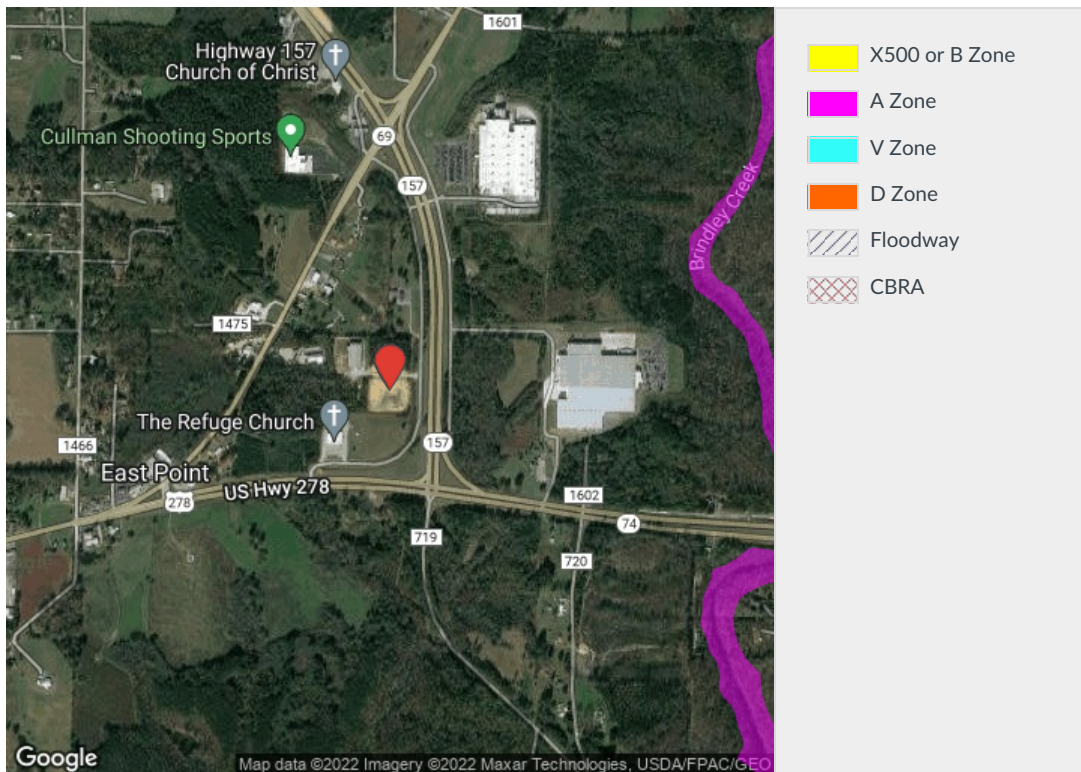 1601
Highway 157
Church of Christ
Cullman Shooting Sports
69
157
Brindley Creek
1475
The Refuge Church
1466
157
East Point
278
US Hwy 278
1602
74
719
720
Google
Map data ©2022 Imagery ©2022 Maxar Technologies, USDA/FPAC/GEO
X500 or B Zone
A Zone
V Zone
D Zone
Floodway
CBRA